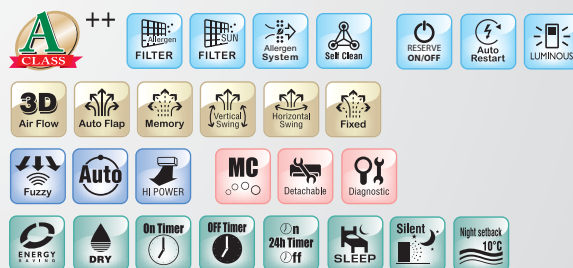 A ++
CLASS
Allergen
FILTER
SUN
FILTER
Allergen
System
Self Clean
RESERVE
ON/OFF
Auto
Restart
LUMINOUS
3D
Air Flow
Auto Flap
Memory
Vertical
Swing
Horizontal
Swing
Fixed
Fuzzy
Auto
HI POWER
MC
Detachable
Diagnostic
ENERGY
SAVING
DRY
On Timer
OFF Timer
On
24h Timer
Off
SLEEP
Silent
Night setback
10°C